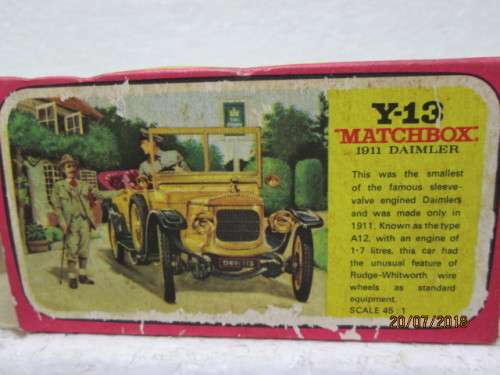 Y-13
"MATCHBOX"
1911 DAIMLER
This was the smallest
of the famous sleeve-
valve engined Daimlers
and was made only in
1911. Known as the type
A12, with an engine of
1·7 litres, this car had
the unusual feature of
Rudge-Whitworth wire
wheels as standard
equipment.
SCALE 45 : 1
20/07/2018